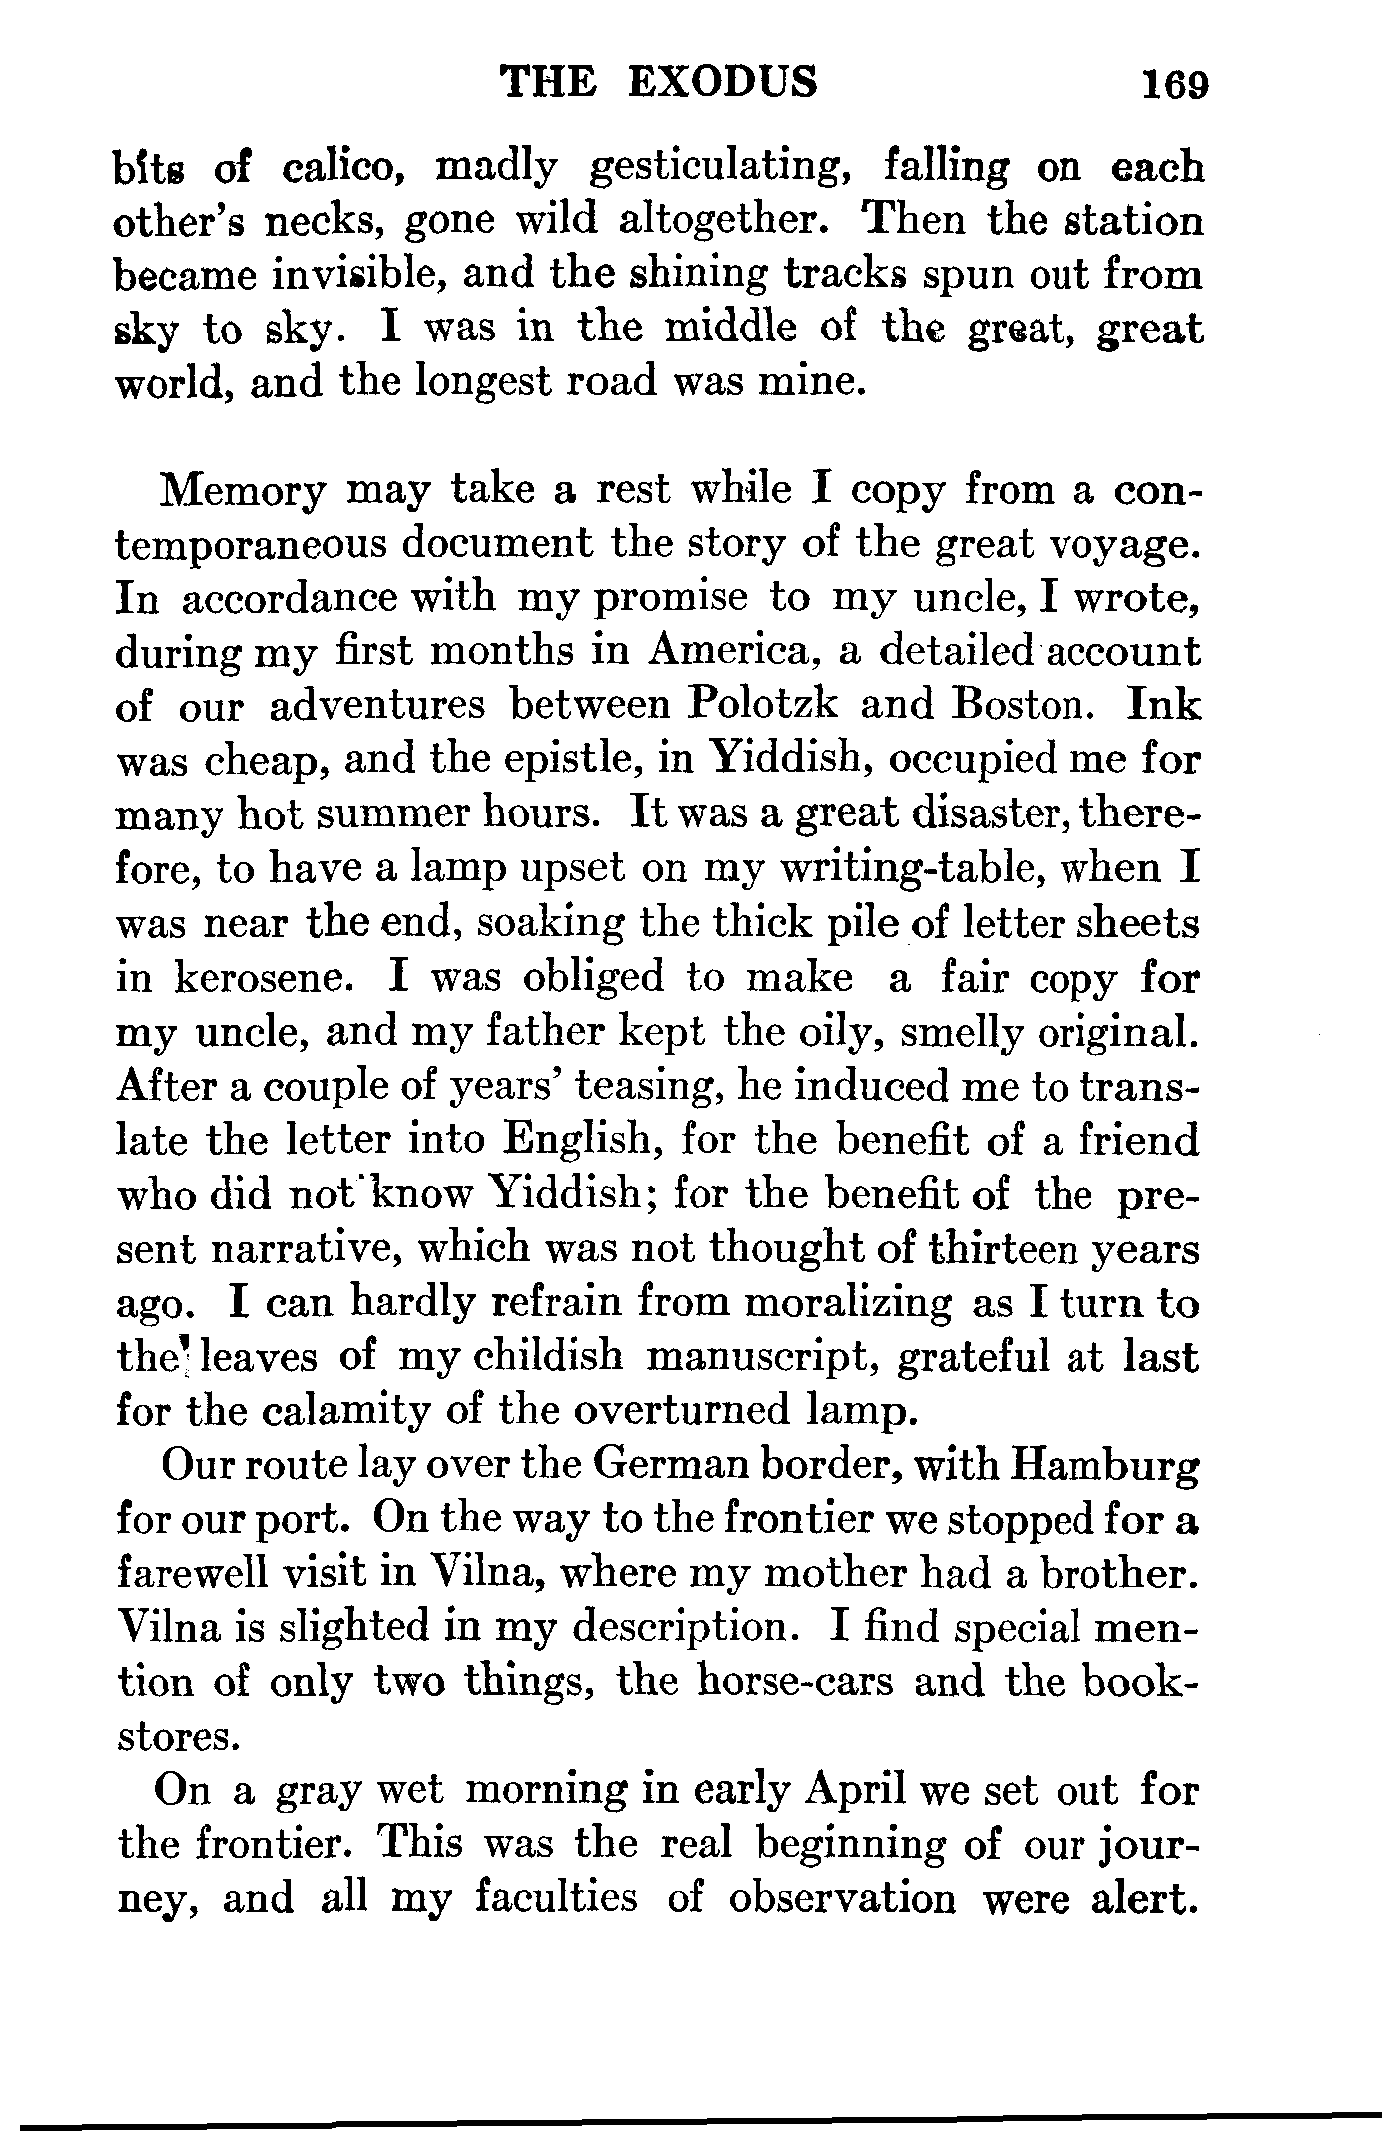 THE EXODUS 169
bits of calico, madly gesticulating, falling on each
other's necks, gone wild altogether. Then the station
became invisible, and the shining tracks spun out from
sky to sky. I was in the middle of the great, great
world, and the longest road was mine.
Memory may take a rest while I copy from a con-
temporaneous document the story of the great voyage.
In accordance with my promise to my uncle, I wrote,
during my first months in America, a detailed account
of our adventures between Polotzk and Boston. Ink
was cheap, and the epistle, in Yiddish, occupied me for
many hot summer hours. It was a great disaster, there-
fore, to have a lamp upset on my writing-table, when I
was near the end, soaking the thick pile of letter sheets
in kerosene. I was obliged to make a fair copy for
my uncle, and my father kept the oily, smelly original.
After a couple of years' teasing, he induced me to trans-
late the letter into English, for the benefit of a friend
who did not know Yiddish; for the benefit of the pre-
sent narrative, which was not thought of thirteen years
ago. I can hardly refrain from moralizing as I turn to
the leaves of my childish manuscript, grateful at last
for the calamity of the overturned lamp.
Our route lay over the German border, with Hamburg
for our port. On the way to the frontier we stopped for a
farewell visit in Vilna, where my mother had a brother.
Vilna is slighted in my description. I find special men-
tion of only two things, the horse-cars and the book-
stores.
On a gray wet morning in early April we set out for
the frontier. This was the real beginning of our jour-
ney, and all my faculties of observation were alert.